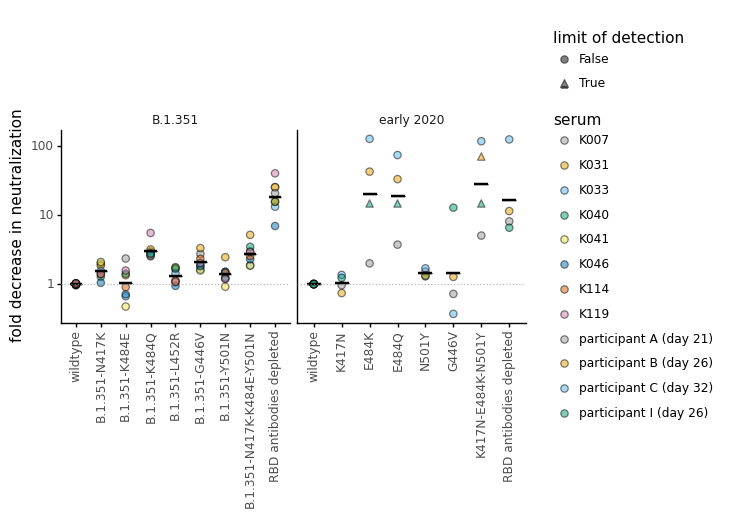 limit of detection
False
True
serum
K007
K031
K033
K040
K041
K046
K114
K119
participant A (day 21)
participant B (day 26)
participant C (day 32)
participant I (day 26)
B.1.351
early 2020
fold decrease in neutralization
100
10
1
wildtype
B.1.351-N417K
B.1.351-K484E
B.1.351-K484Q
B.1.351-L452R
B.1.351-G446V
B.1.351-Y501N
B.1.351-N417K-K484E-Y501N
RBD antibodies depleted
wildtype
K417N
E484K
E484Q
N501Y
G446V
K417N-E484K-N501Y
RBD antibodies depleted